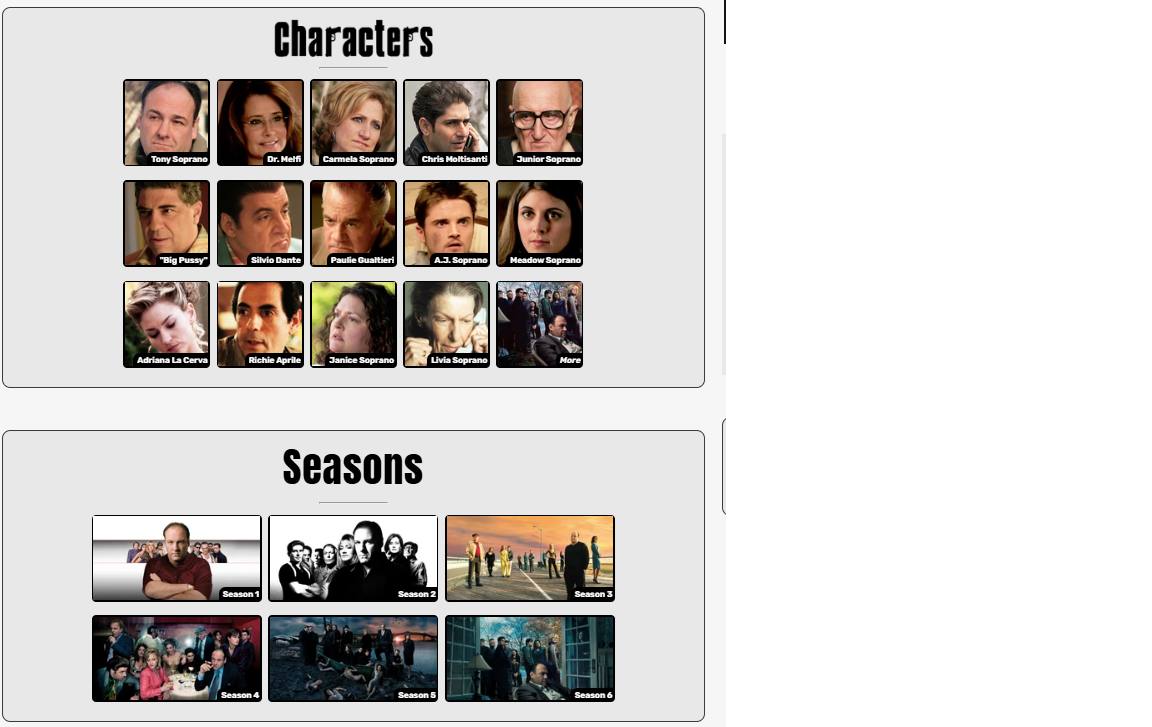 Characters
Tony Soprano
Dr. Melfi
Carmela Soprano
Chris Moltisanti
Junior Soprano
"Big Pussy"
Silvio Dante
Paulie Gualtieri
A.J. Soprano
Meadow Soprano
Adriana La Cerva
Richie Aprile
Janice Soprano
Livia Soprano
More
Seasons
Season 1
Season 2
Season 3
Season 4
Season 5
Season 6